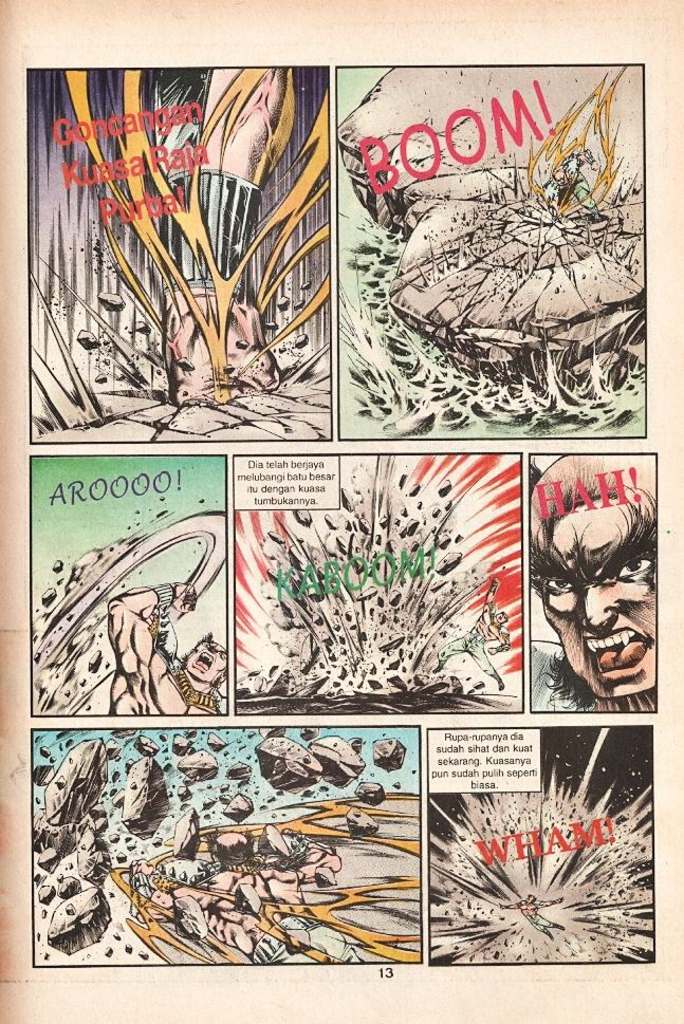 Goncangan
Kuasa Raja
Purba!
BOOM!
AROOOO!
Dia telah berjaya
melubangi batu besar
itu dengan kuasa
tumbukannya.
KABOOM!
HAH!
Rupa-rupanya dia
sudah sihat dan kuat
sekarang. Kuasanya
pun sudah pulih seperti
biasa.
WHAM!
13